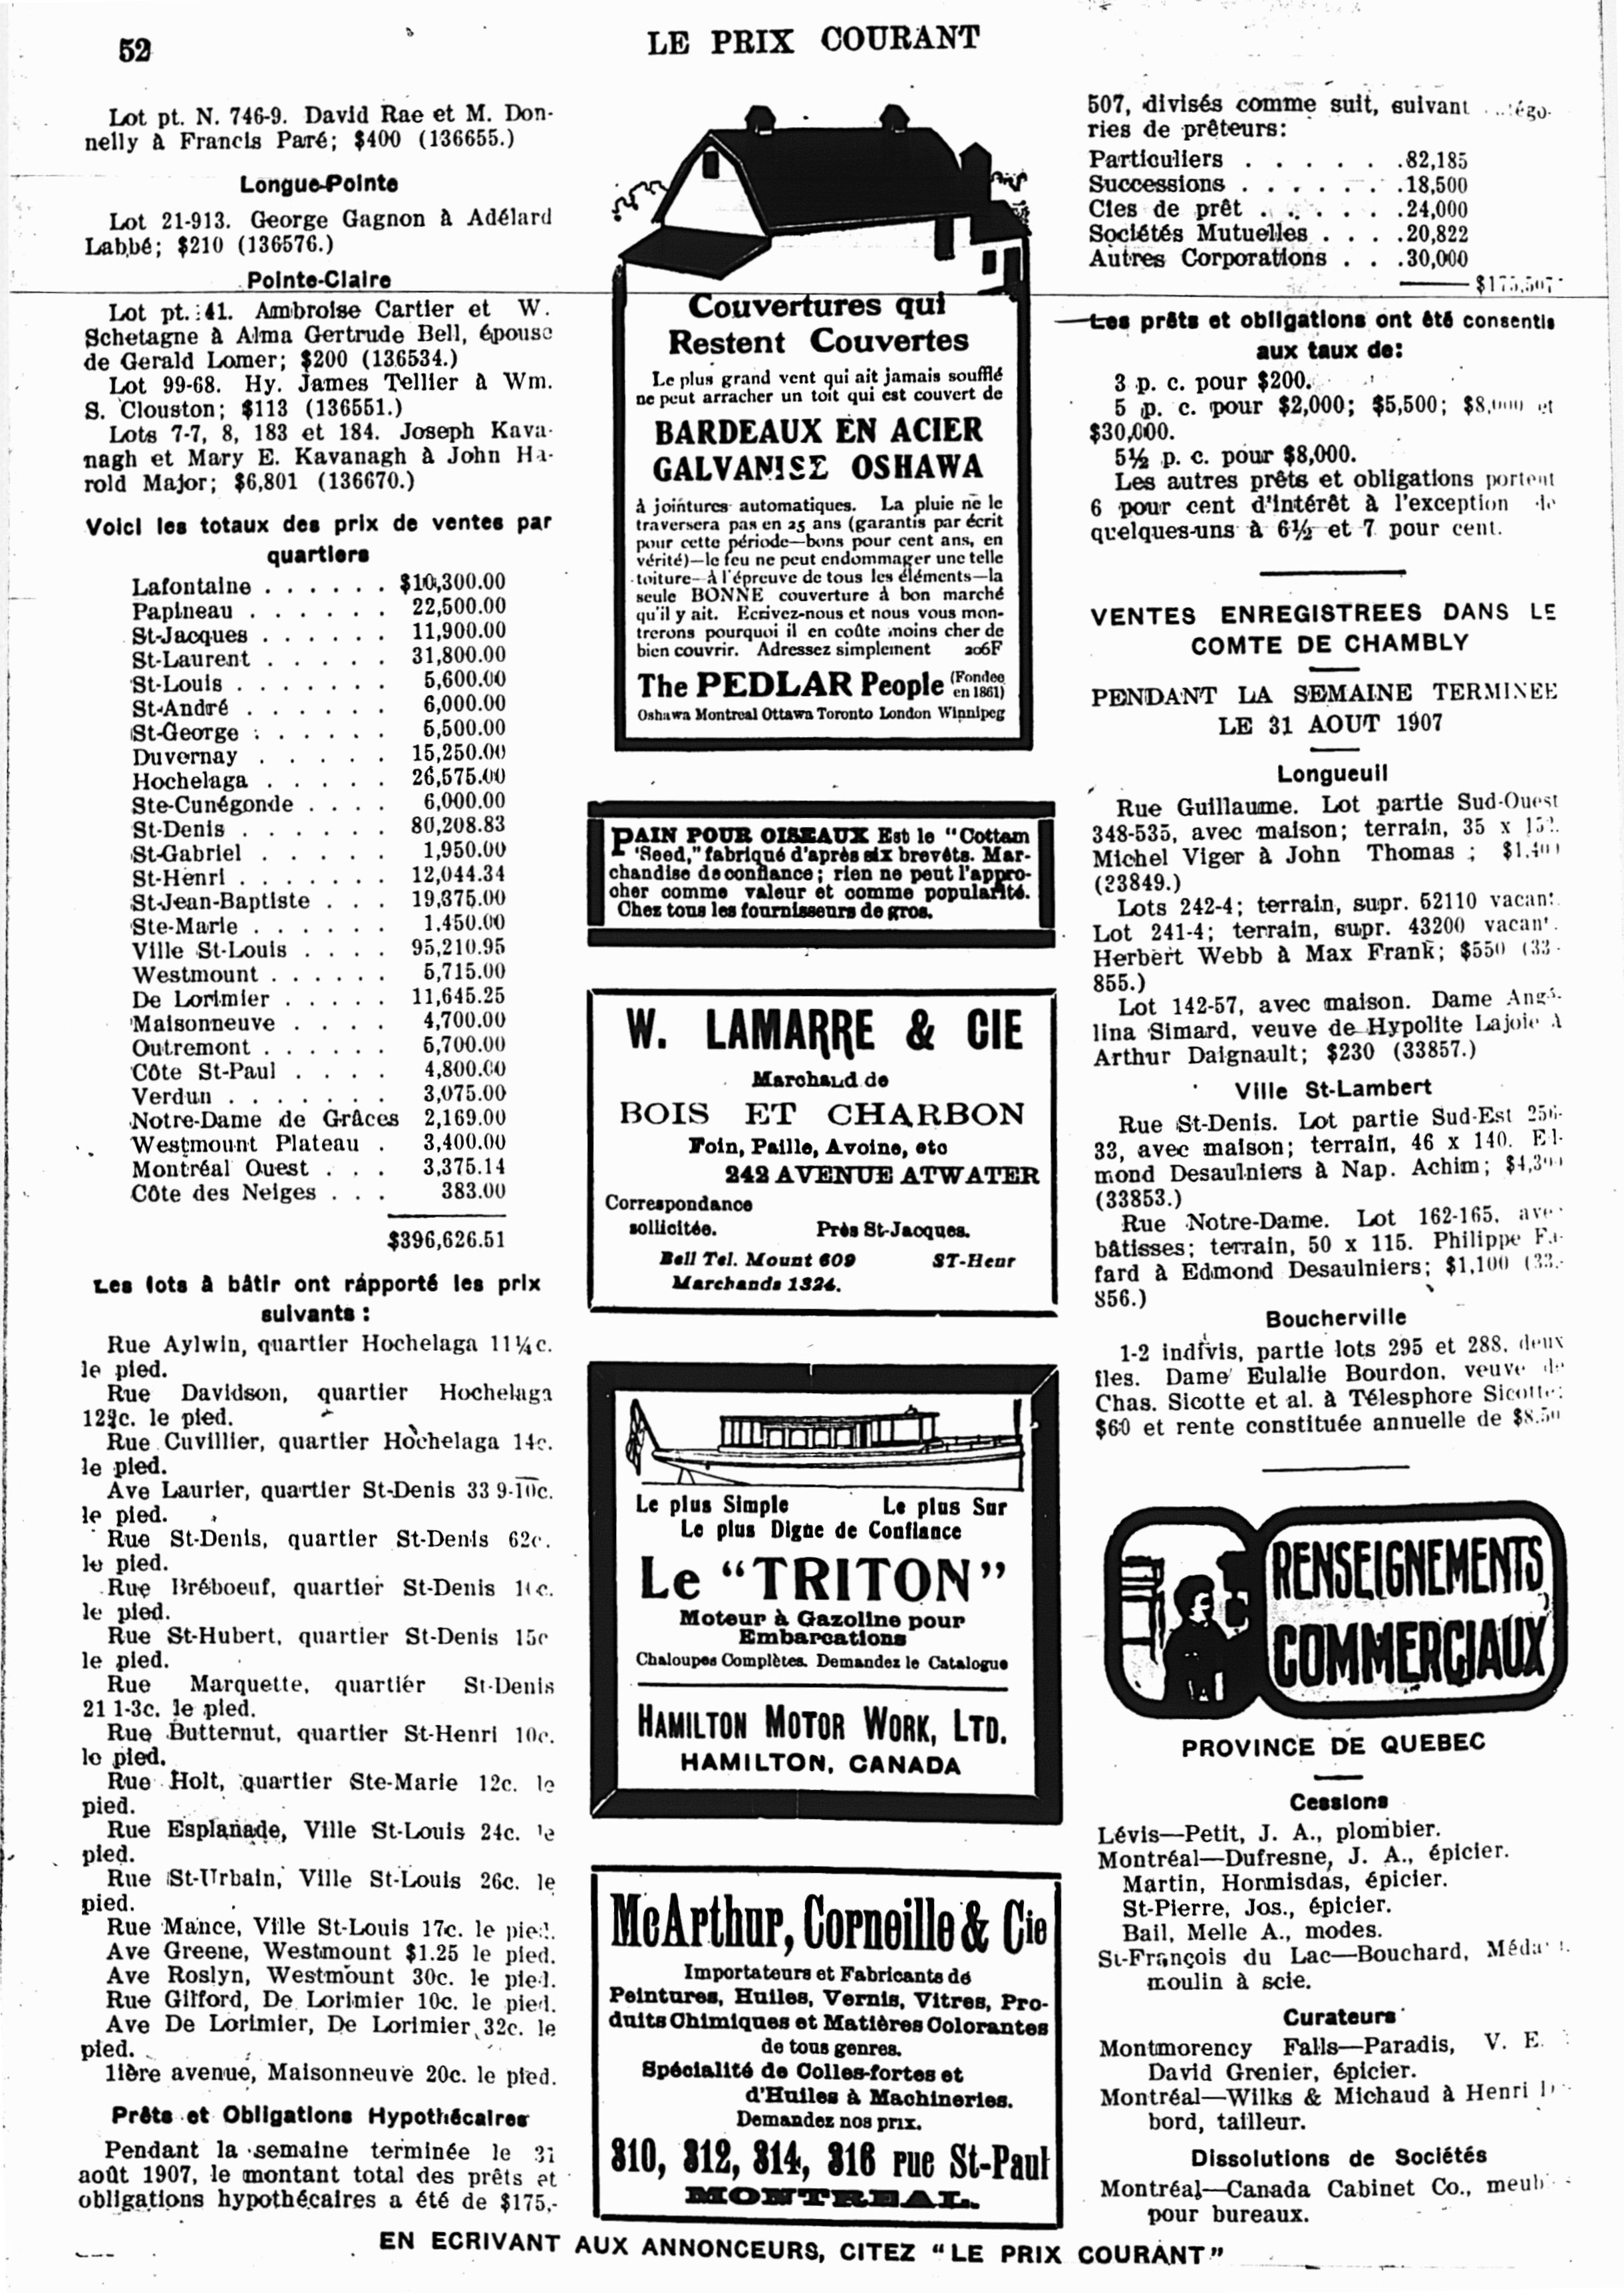 52
LE PRIX COURANT
Lot pt. N. 746-9. David Rae et M. Don-
nelly à Francis Paré; $400 (136655.)
Longue-Pointe
Lot 21-913. George Gagnon à Adélard
Labbé; $210 (136576.)
Pointe-Claire
Lot pt. 41. Ambroise Cartier et W.
Schetagne à Alma Gertrude Bell, épouse
de Gerald Lomer; $200 (136534.)
Lot 99-68. Hy. James Tellier à Wm.
S. Clouston; $113 (136551.)
Lots 7-7, 8, 183 et 184. Joseph Kava-
nagh et Mary E. Kavanagh à John Ha-
rold Major; $6,801 (136670.)
Voici les totaux des prix de ventes par
quartiers
Lafontaine . . . . . . $10,300.00
Papineau . . . . . . 22,500.00
St-Jacques . . . . . . 11,900.00
St-Laurent . . . . . 31,800.00
St-Louis . . . . . . . 5,600.00
St-André . . . . . . 6,000.00
St-George . . . . . . 5,500.00
Duvernay . . . . . 15,250.00
Hochelaga . . . . . 26,575.00
Ste-Cunégonde . . . . 6,000.00
St-Denis . . . . . . 80,208.83
St-Gabriel . . . . . 1,950.00
St-Henri . . . . . . . 12,044.34
St-Jean-Baptiste . . . 19,375.00
Ste-Marie . . . . . . 1.450.00
Ville St-Louis . . . . 95,210.95
Westmount . . . . . . 5,715.00
De Lorimier . . . . . 11,645.25
Maisonneuve . . . . 4,700.00
Outremont . . . . . . 5,700.00
Côte St-Paul . . . . 4,800.00
Verdun . . . . . . . 3,075.00
Notre-Dame de Grâces 2,169.00
Westmount Plateau . 3,400.00
Montréal Ouest . . . 3,375.14
Côte des Neiges . . . 383.00
$396,626.51
Les lots à bâtir ont rapporté les prix
suivants :
Rue Aylwin, quartier Hochelaga 11¼c.
le pied.
Rue Davidson, quartier Hochelaga
12¾c. le pied.
Rue Cuvillier, quartier Hochelaga 14c.
le pied.
Ave Laurier, quartier St-Denis 33 9-10c.
le pied.
Rue St-Denis, quartier St-Denis 62c.
le pied.
Rue Bréboeuf, quartier St-Denis
le pied.
Rue St-Hubert, quartier St-Denis 15c
le pied.
Rue Marquette, quartier St-Denis
21 1-3c. le pied.
Rue Butternut, quartier St-Henri 10c.
le pied.
Rue Holt, quartier Ste-Marie 12c. le
pied.
Rue Esplanade, Ville St-Louis 24c. le
pied.
Rue St-Urbain, Ville St-Louis 26c. le
pied.
Rue Mance, Ville St-Louis 17c. le pied.
Ave Greene, Westmount $1.25 le pied.
Ave Roslyn, Westmount 30c. le pied.
Rue Gilford, De Lorimier 10c. le pied.
Ave De Lorimier, De Lorimier 32c. le
pied.
1ière avenue, Maisonneuve 20c. le pied.
Prêts et Obligations Hypothécaires
Pendant la semaine terminée le 31
août 1907, le montant total des prêts et
obligations hypothécaires a été de $175,-
Couvertures qui
Restent Couvertes
Le plus grand vent qui ait jamais soufflé
ne peut arracher un toit qui est couvert de
BARDEAUX EN ACIER
GALVANISE OSHAWA
à jointures automatiques. La pluie ne le
traversera pas en 25 ans (garantis par écrit
pour cette période—bons pour cent ans, en
vérité)—le feu ne peut endommager une telle
toiture—à l'épreuve de tous les éléments—la
seule BONNE couverture à bon marché
qu'il y ait. Ecrivez-nous et nous vous mon-
trerons pourquoi il en coûte moins cher de
bien couvrir. Adressez simplement 206F
The PEDLAR People (Fondee en 1861)
Oshawa Montreal Ottawa Toronto London Winnipeg
PAIN POUR OISEAUX Est le "Cottam
Seed," fabriqué d'après six brevêts. Mar-
chandise de confiance; rien ne peut l'appro-
cher comme valeur et comme popularité.
Chez tous les fournisseurs de gros.
W. LAMARRE & CIE
Marchand de
BOIS ET CHARBON
Foin, Paille, Avoine, etc
242 AVENUE ATWATER
Correspondance
sollicitée. Près St-Jacques.
Bell Tel. Mount 609 ST-Henr
Marchands 1324.
Le plus Simple Le plus Sur
Le plus Digne de Confiance
Le "TRITON"
Moteur à Gazoline pour
Embarcations
Chaloupes Complètes. Demandez le Catalogue
HAMILTON MOTOR WORK, LTD.
HAMILTON, CANADA
McArthur, Corneille & Cie
Importateurs et Fabricants de
Peintures, Huiles, Vernis, Vitres, Pro-
duits Chimiques et Matières Colorantes
de tous genres.
Spécialité de Colles-fortes et
d'Huiles à Machineries.
Demandez nos prix.
310, 312, 314, 316 rue St-Paul
MONTREAL.
507, divisés comme suit, suivant
ries de prêteurs:
Particuliers . . . . . . .82,185
Successions . . . . . . .18,500
Cies de prêt . . . . . . .24,000
Sociétés Mutuelles . . . .20,822
Autres Corporations . . .30,000
$175,507
Les prêts et obligations ont été consentis
aux taux de:
3 p. c. pour $200.
5 p. c. pour $2,000; $5,500; $8,000 et
$30,000.
5½ p. c. pour $8,000.
Les autres prêts et obligations portent
6 pour cent d'intérêt à l'exception de
quelques-uns à 6½ et 7 pour cent.
VENTES ENREGISTREES DANS LE
COMTE DE CHAMBLY
PENDANT LA SEMAINE TERMINEE
LE 31 AOUT 1907
Longueuil
Rue Guillaume. Lot partie Sud-Ouest
348-535, avec maison; terrain, 35 x
Michel Viger à John Thomas ;
(23849.)
Lots 242-4; terrain, supr. 52110 vacant.
Lot 241-4; terrain, supr. 43200 vacant.
Herbert Webb à Max Frank; $550 (33-
855.)
Lot 142-57, avec maison. Dame Angé-
lina Simard, veuve de Hypolite Lajoie à
Arthur Daignault; $230 (33857.)
Ville St-Lambert
Rue St-Denis. Lot partie Sud-Est 256-
33, avec maison; terrain, 46 x 140. Ed-
mond Desaulniers à Nap. Achim;
(33853.)
Rue Notre-Dame. Lot 162-165, avec
bâtisses; terrain, 50 x 115. Philippe
fard à Edmond Desaulniers; $1,100 (33-
856.)
Boucherville
1-2 indivis, partie lots 295 et 288, deux
îles. Dame Eulalie Bourdon, veuve de
Chas. Sicotte et al. à Télesphore Sicotte;
$60 et rente constituée annuelle de $8.50
RENSEIGNEMENTS
COMMERCIAUX
PROVINCE DE QUEBEC
Cessions
Lévis—Petit, J. A., plombier.
Montréal—Dufresne, J. A., épicier.
Martin, Hormisdas, épicier.
St-Pierre, Jos., épicier.
Bail, Melle A., modes.
St-François du Lac—Bouchard,
moulin à scie.
Curateurs
Montmorency Falls—Paradis, V. E.
David Grenier, épicier.
Montréal—Wilks & Michaud à Henri
bord, tailleur.
Dissolutions de Sociétés
Montréal—Canada Cabinet Co.,
pour bureaux.
EN ECRIVANT AUX ANNONCEURS, CITEZ "LE PRIX COURANT"